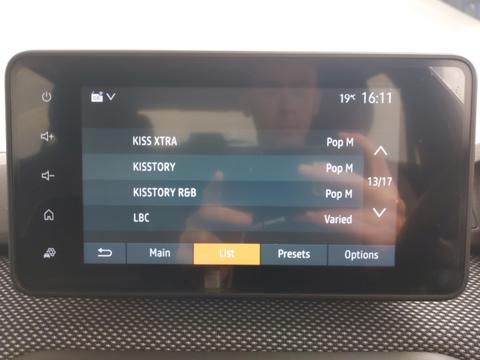 19°C 16:11
KISS XTRA Pop M
KISSTORY Pop M
13/17
KISSTORY R&B Pop M
LBC Varied
Main List Presets Options